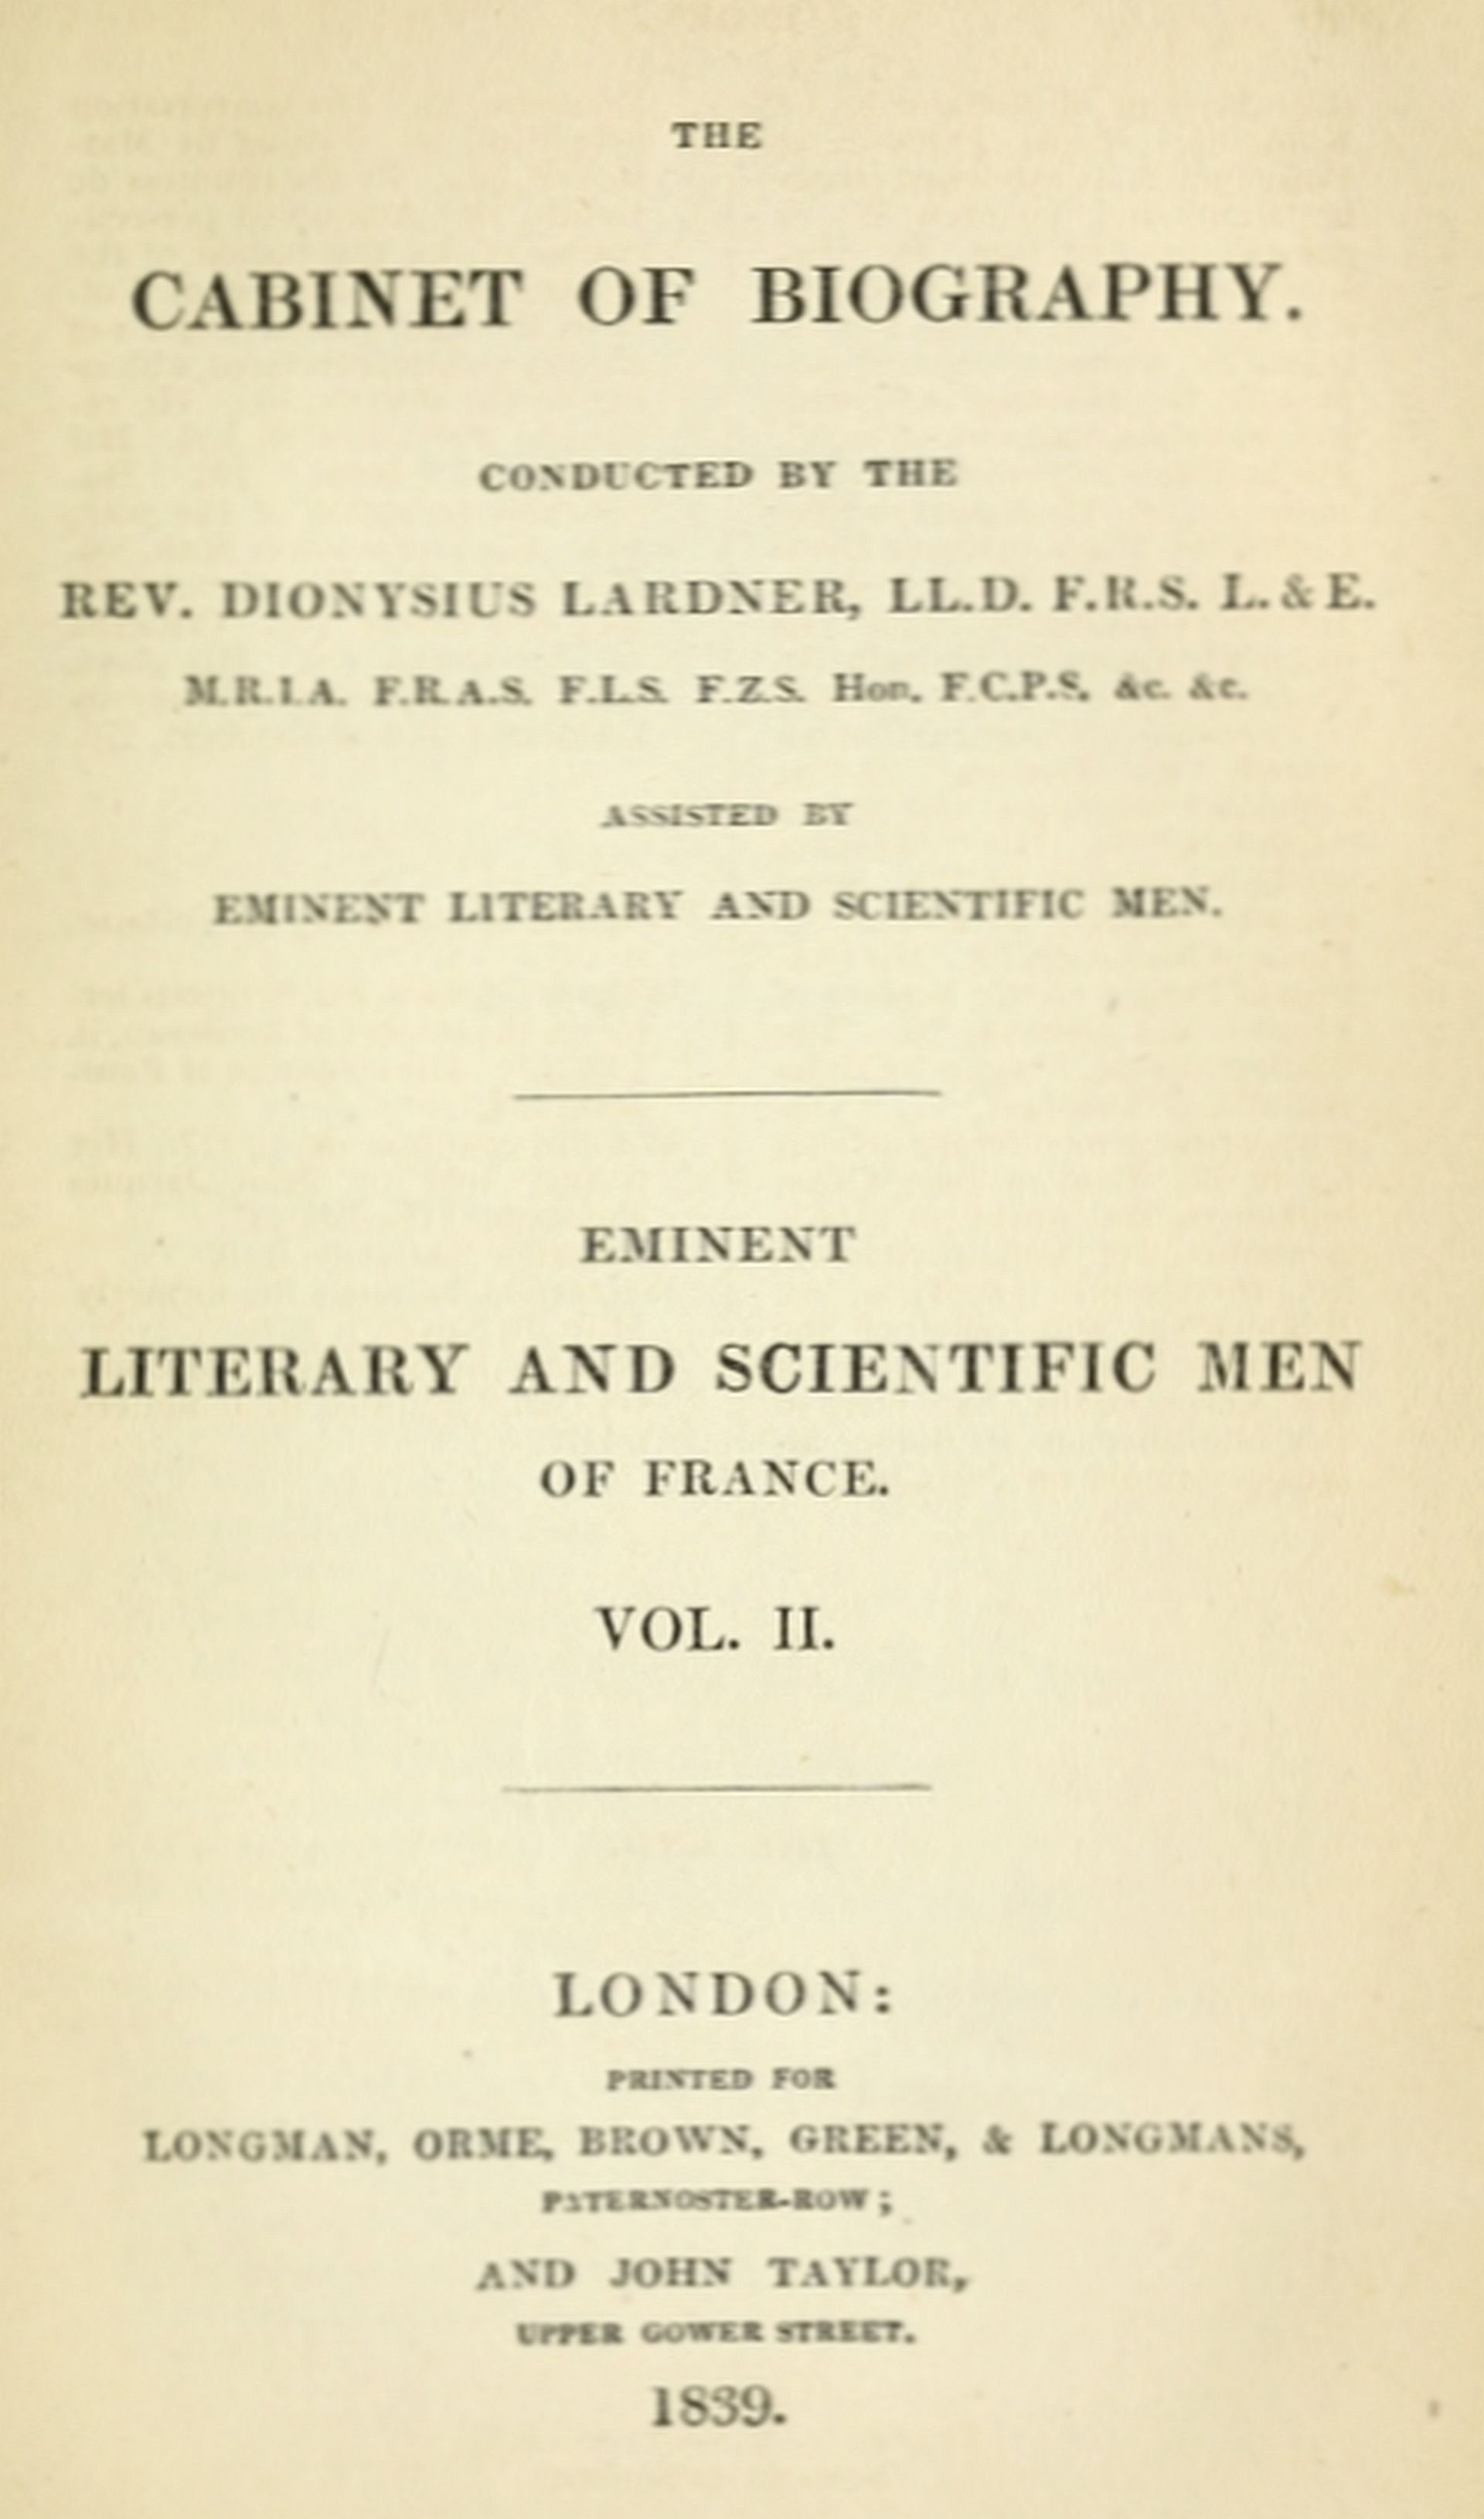 THE
CABINET OF BIOGRAPHY.
CONDUCTED BY THE
REV. DIONYSIUS LARDNER, LL.D. F.R.S. L. & E.
M.R.I.A. F.R.A.S. F.L.S. F.Z.S. Hon. F.C.P.S. &c. &c.
ASSISTED BY
EMINENT LITERARY AND SCIENTIFIC MEN.
EMINENT
LITERARY AND SCIENTIFIC MEN
OF FRANCE.
VOL. II.
LONDON:
PRINTED FOR
LONGMAN, ORME, BROWN, GREEN, & LONGMANS,
PATERNOSTER-ROW;
AND JOHN TAYLOR,
UPPER GOWER STREET.
1839.